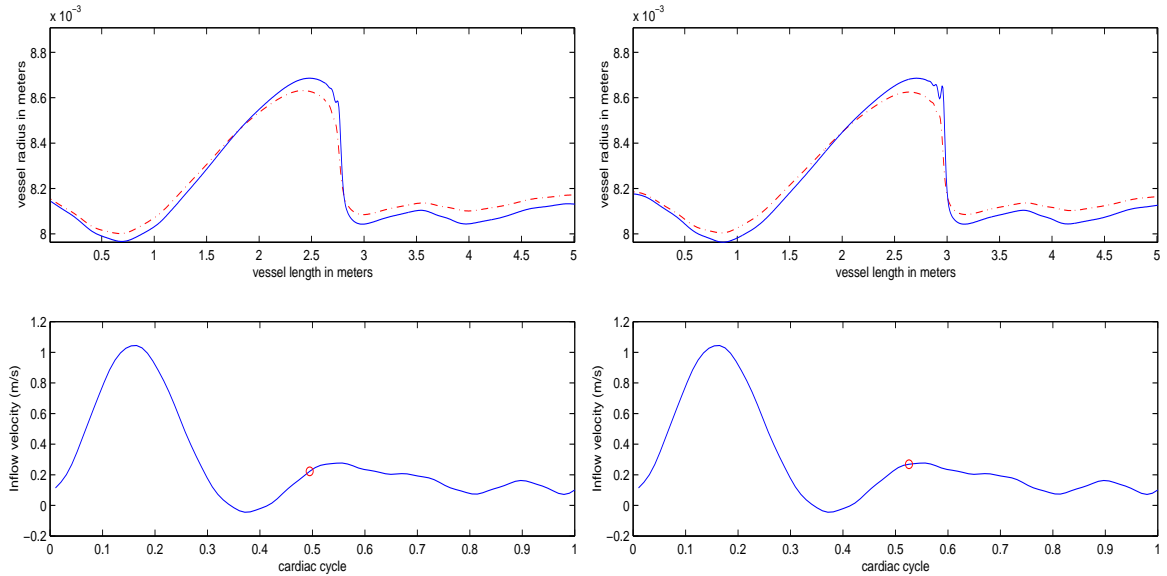 x 10⁻³
8.8
8.6
8.4
8.2
8
vessel radius in meters
0.5 1 1.5 2 2.5 3 3.5 4 4.5 5
vessel length in meters
x 10⁻³
8.8
8.6
8.4
8.2
8
vessel radius in meters
0.5 1 1.5 2 2.5 3 3.5 4 4.5 5
vessel length in meters
1.2
1
0.8
0.6
0.4
0.2
0
−0.2
Inflow velocity (m/s)
0 0.1 0.2 0.3 0.4 0.5 0.6 0.7 0.8 0.9 1
cardiac cycle
1.2
1
0.8
0.6
0.4
0.2
0
−0.2
Inflow velocity (m/s)
0 0.1 0.2 0.3 0.4 0.5 0.6 0.7 0.8 0.9 1
cardiac cycle